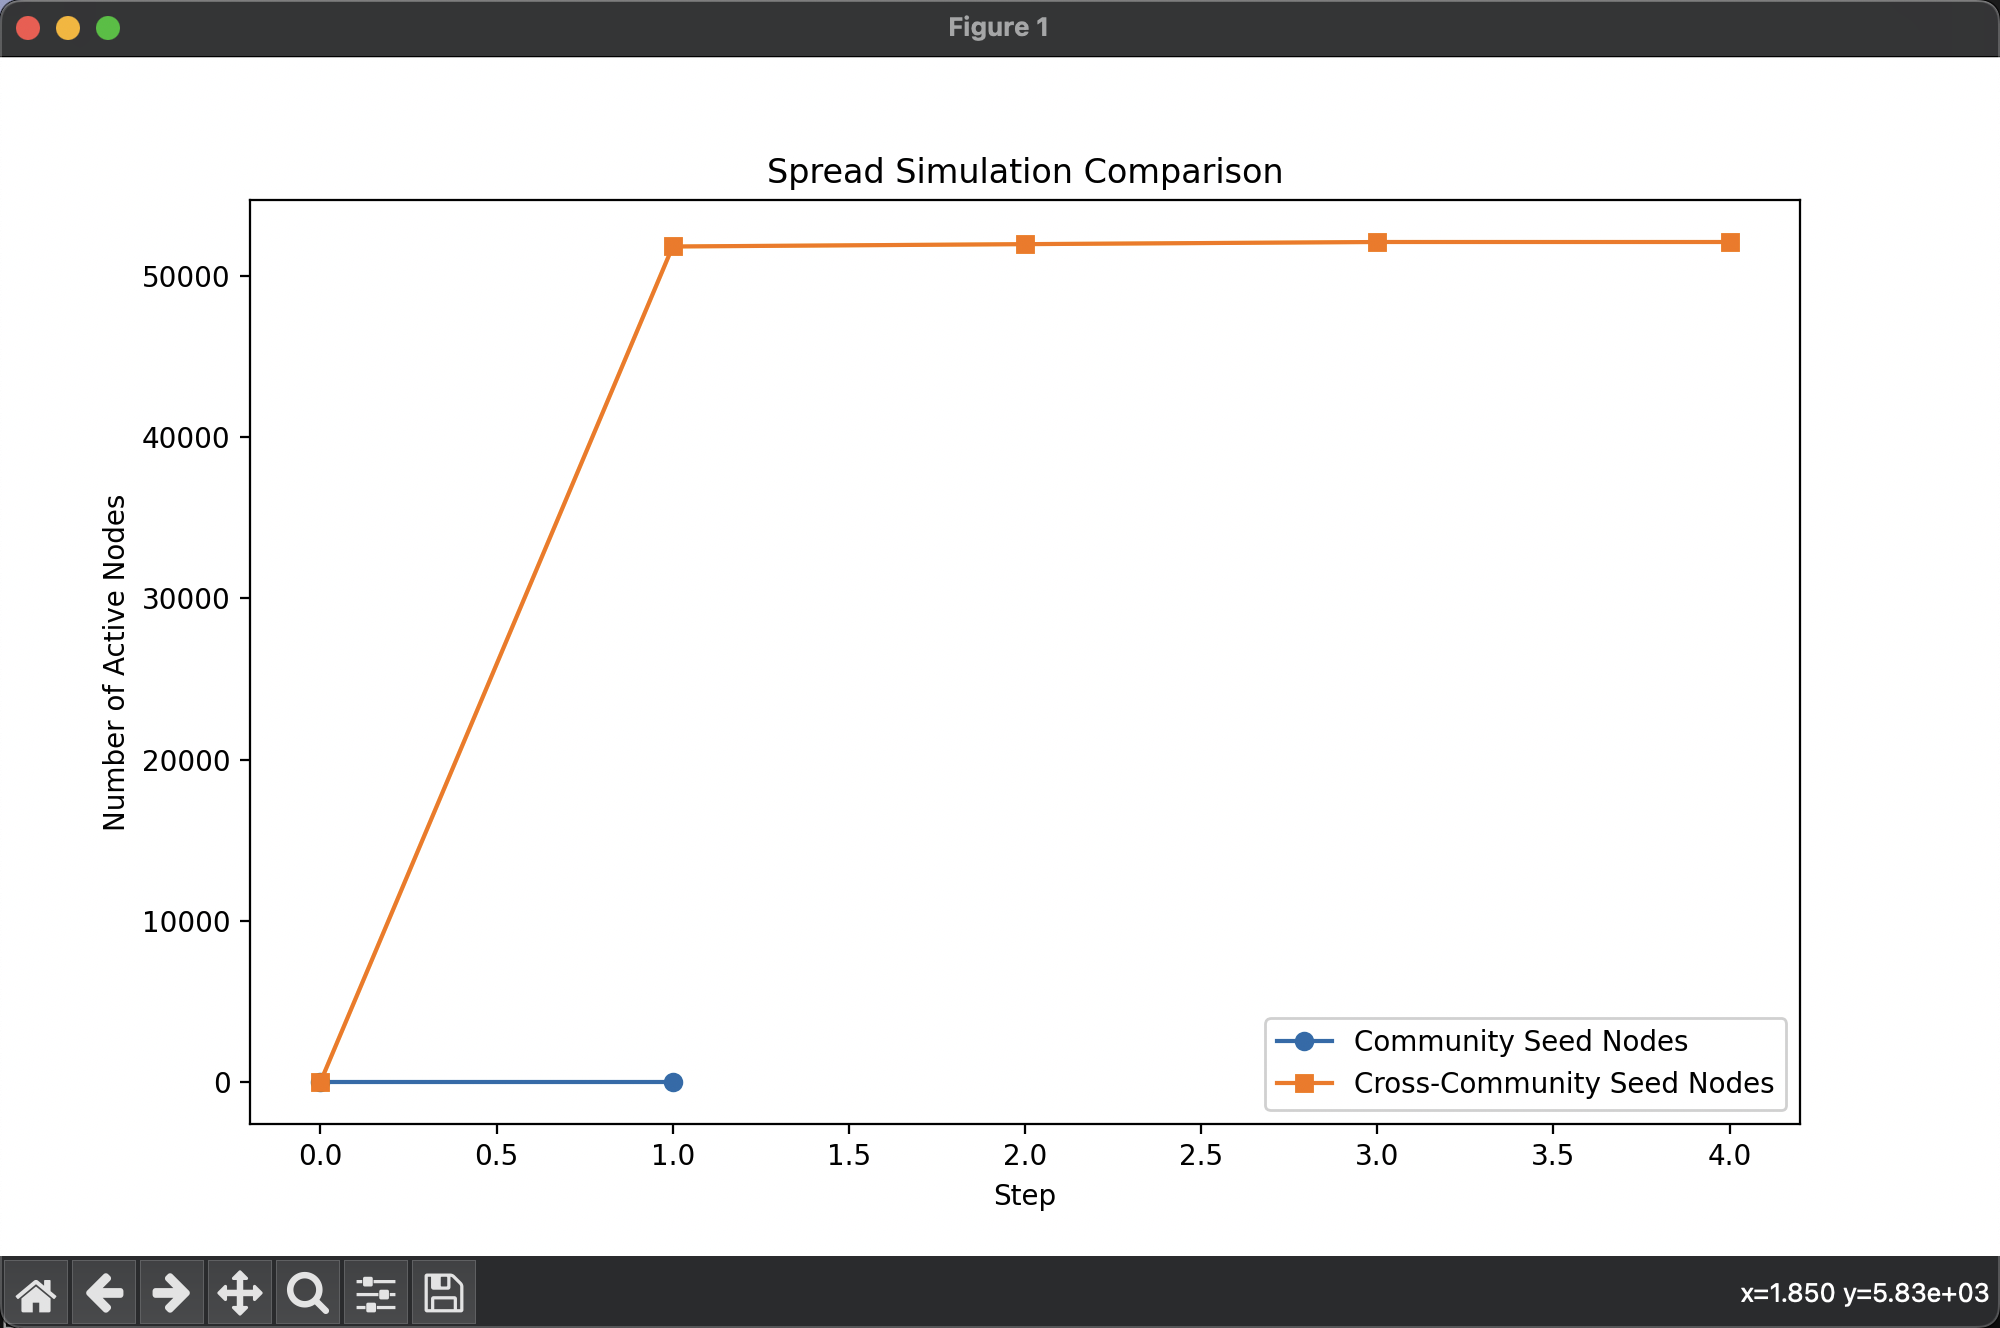 Figure 1
Spread Simulation Comparison
Number of Active Nodes
50000
40000
30000
20000
10000
0
0.0 0.5 1.0 1.5 2.0 2.5 3.0 3.5 4.0
Step
Community Seed Nodes
Cross-Community Seed Nodes
x=1.850 y=5.83e+03